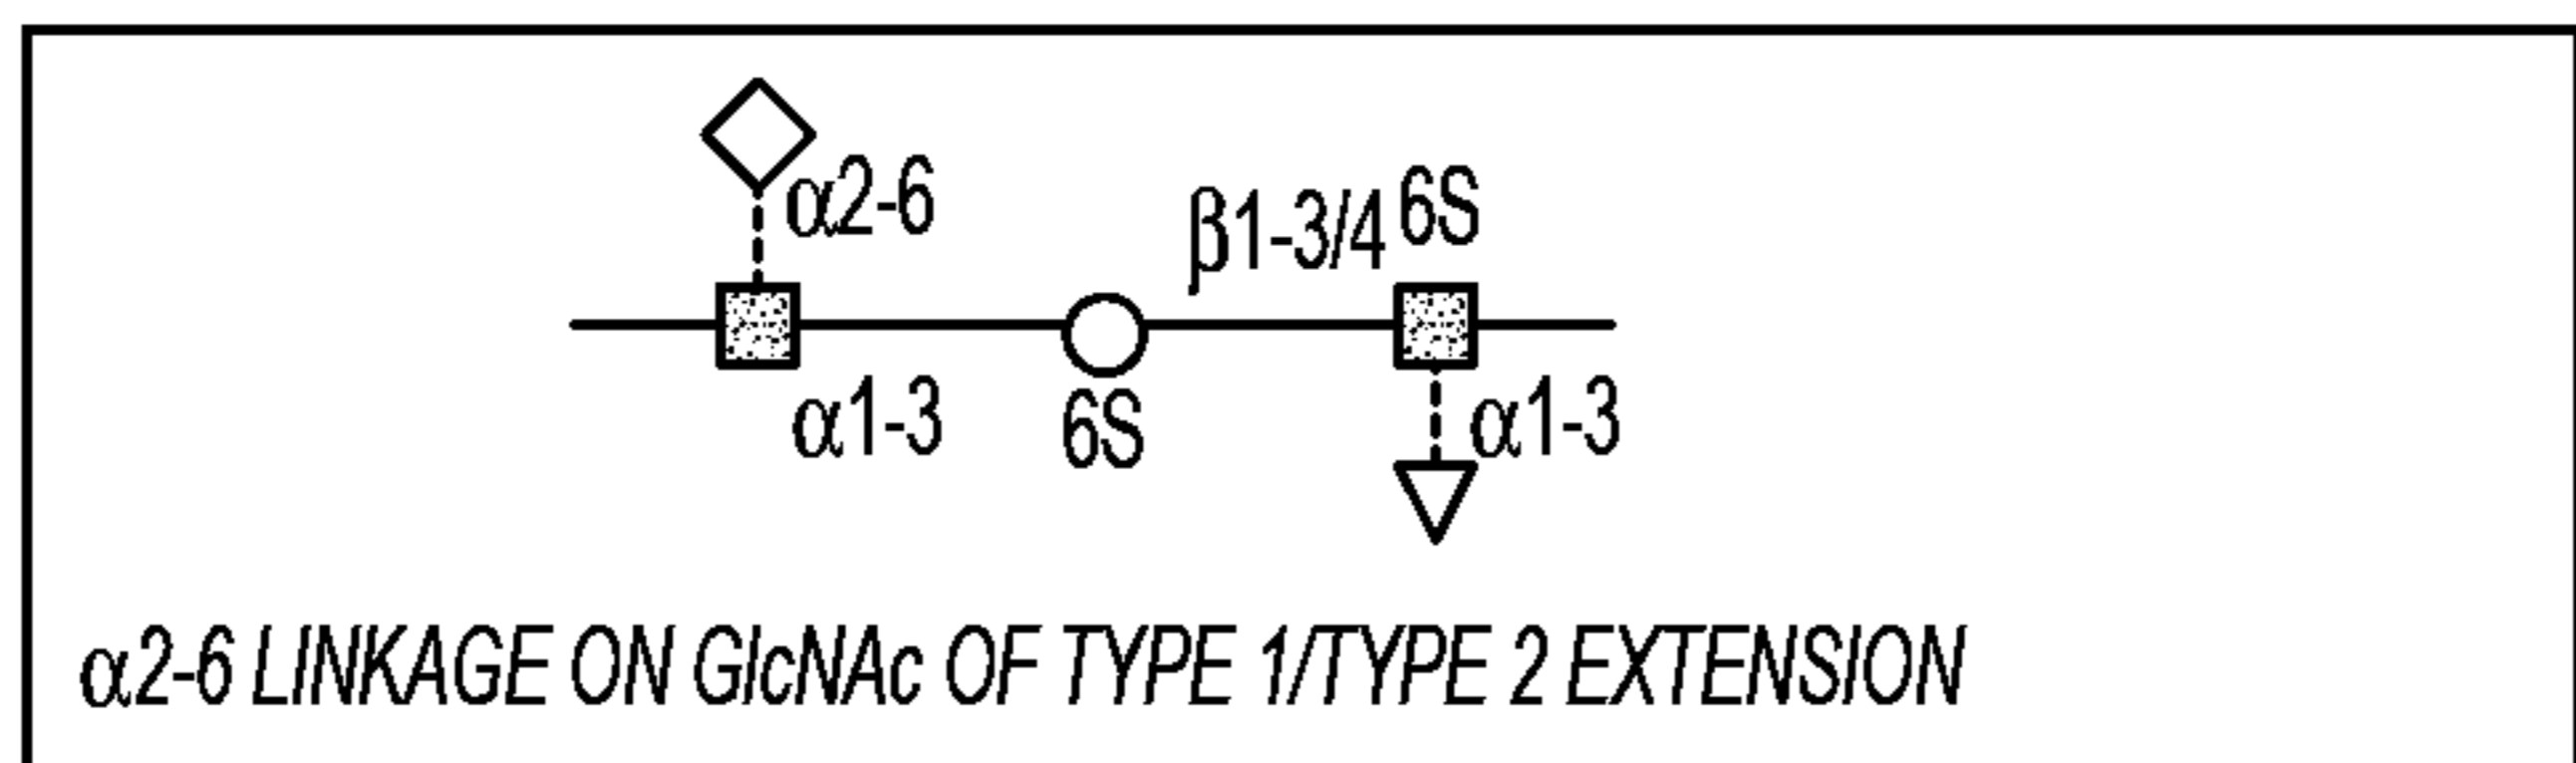 α2-6
β1-3/4 6S
α1-3
6S
α1-3
α2-6 LINKAGE ON GlcNAc OF TYPE 1/TYPE 2 EXTENSION